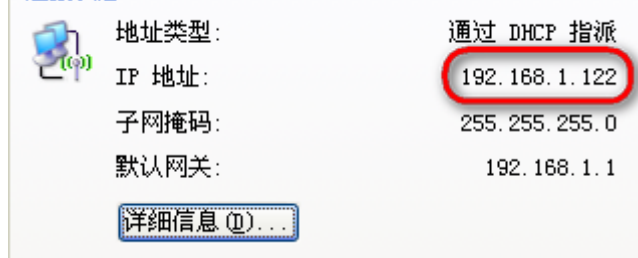 地址类型: 通过 DHCP 指派
IP 地址: 192.168.1.122
子网掩码: 255.255.255.0
默认网关: 192.168.1.1
详细信息(D)...